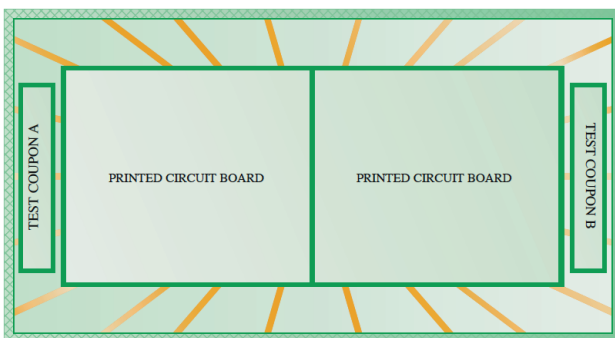 TEST COUPON A
PRINTED CIRCUIT BOARD
PRINTED CIRCUIT BOARD
TEST COUPON B